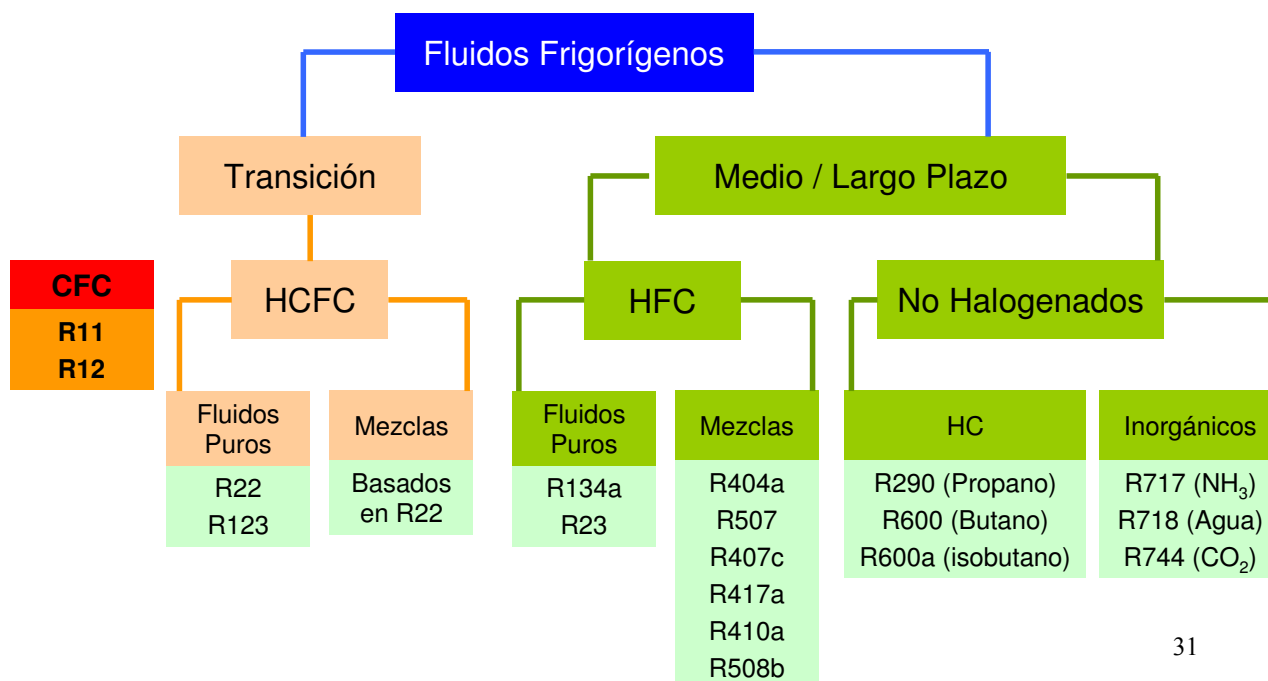 Fluidos Frigorígenos
Transición
Medio / Largo Plazo
CFC
R11
R12
HCFC
HFC
No Halogenados
Fluidos
Puros
R22
R123
Mezclas
Basados
en R22
Fluidos
Puros
R134a
R23
Mezclas
R404a
R507
R407c
R417a
R410a
R508b
HC
R290 (Propano)
R600 (Butano)
R600a (isobutano)
Inorgánicos
R717 (NH₃)
R718 (Agua)
R744 (CO₂)
31